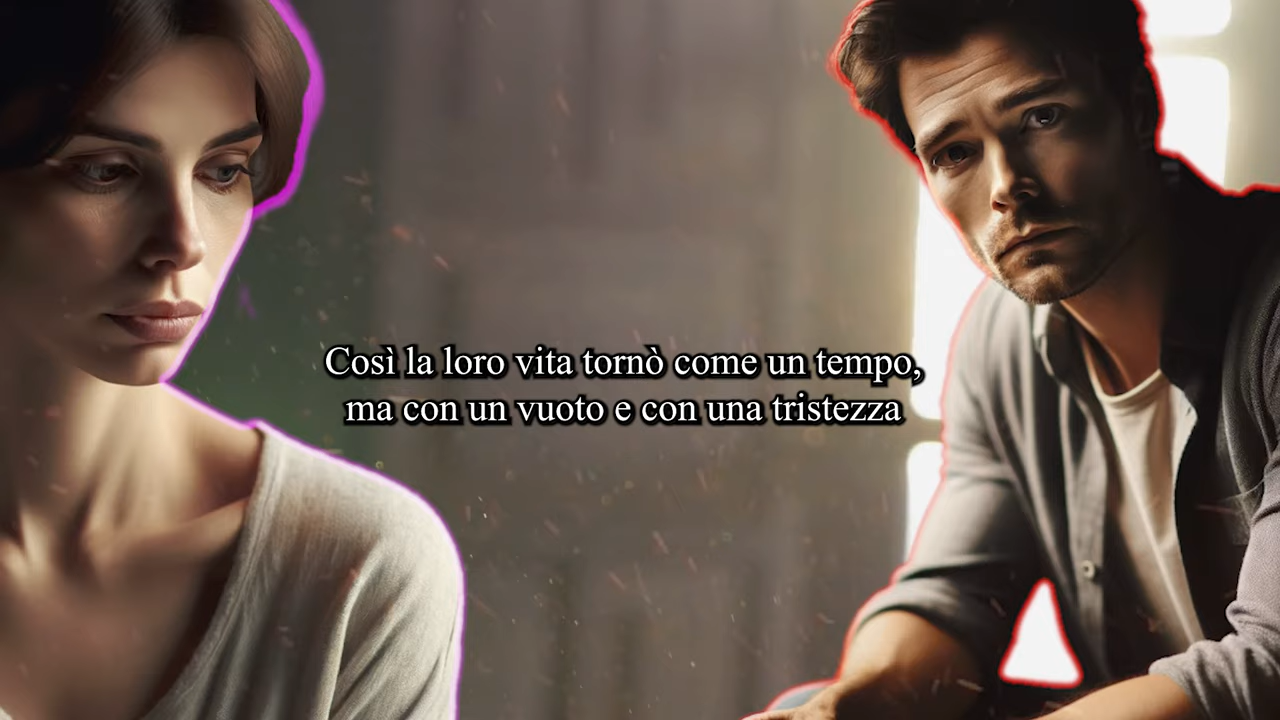 Così la loro vita tornò come un tempo,
ma con un vuoto e con una tristezza